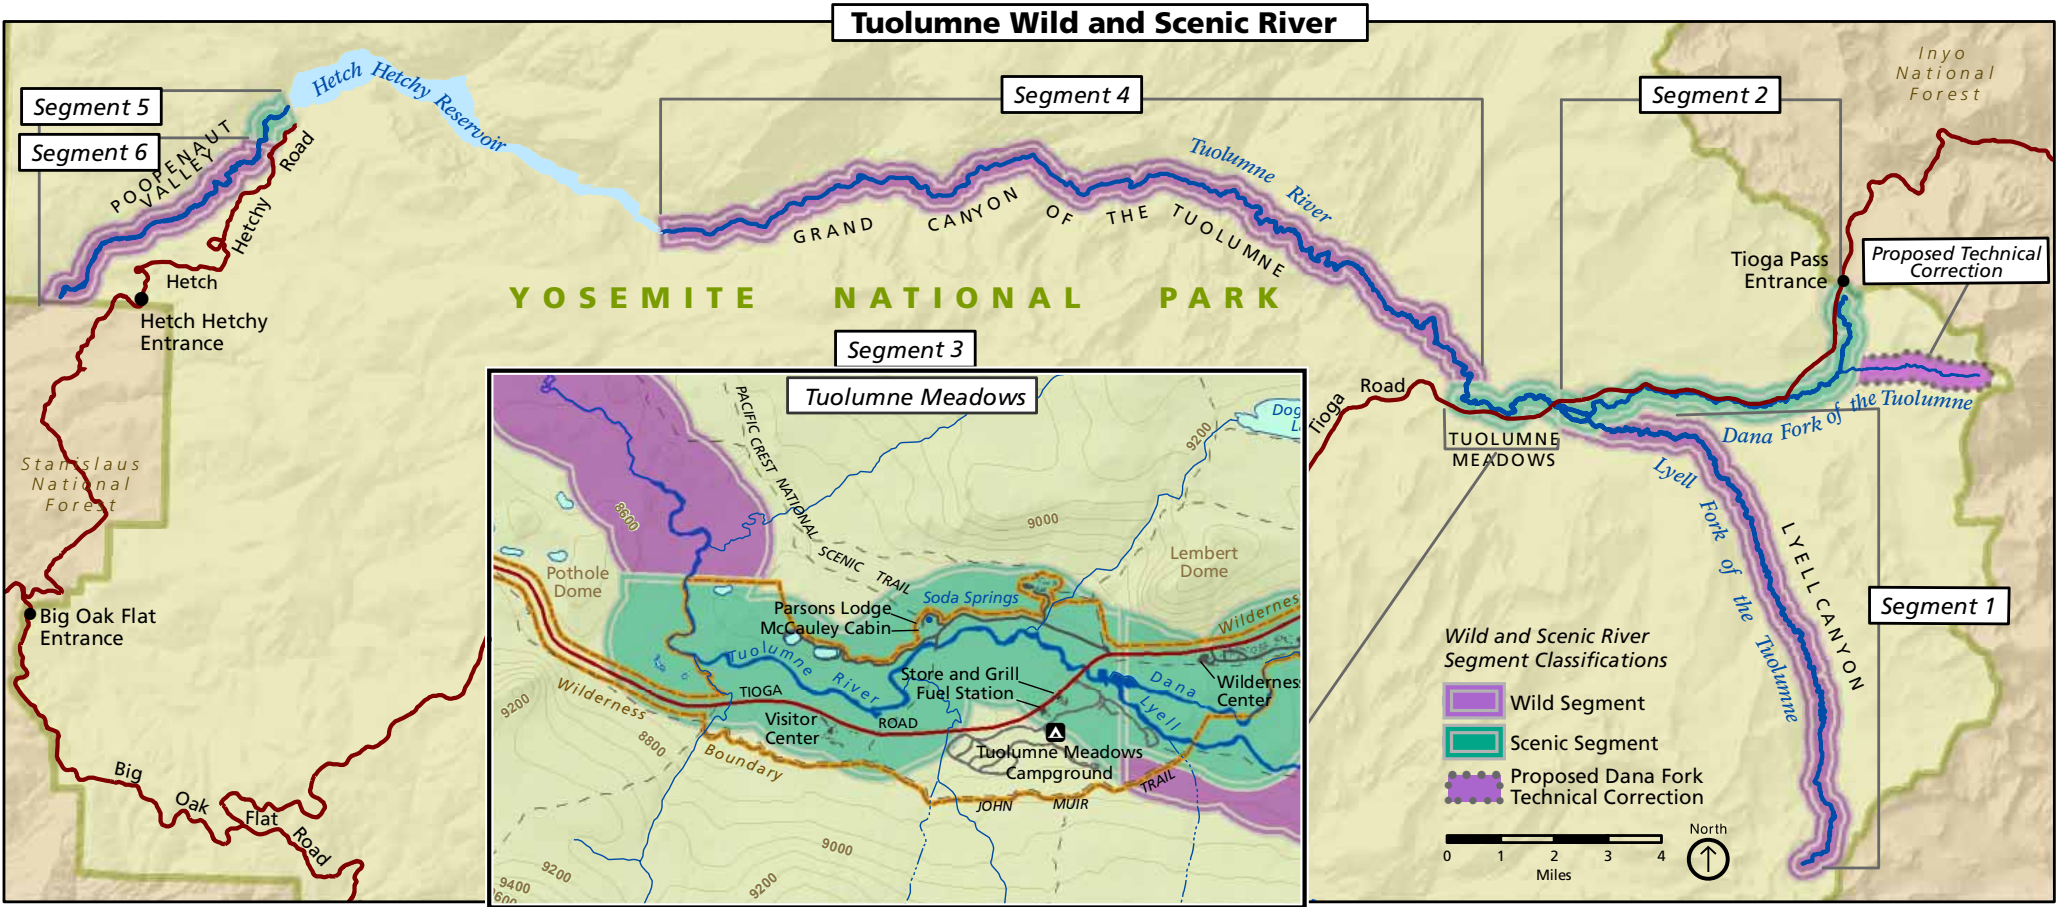 Tuolumne Wild and Scenic River
Segment 5
Segment 6
POOPENAUT
VALLEY
Hetch Hetchy Reservoir
Segment 4
Segment 2
Inyo
National
Forest
Tuolumne River
GRAND CANYON OF THE TUOLUMNE
Hetch Hetchy Road
Hetch Hetchy
Entrance
YOSEMITE NATIONAL PARK
Tioga Pass
Entrance
Proposed Technical
Correction
Segment 3
Tioga Road
TUOLUMNE
MEADOWS
Dana Fork of the Tuolumne
Lyell Fork of the Tuolumne
LYELL CANYON
Segment 1
Stanislaus
National
Forest
Big Oak Flat
Entrance
Big Oak Flat Road
Tuolumne Meadows
PACIFIC CREST NATIONAL SCENIC TRAIL
Dog
9200
9000
8600
Lembert
Dome
Pothole
Dome
Soda Springs
Parsons Lodge
McCauley Cabin
Wildernes
Tuolumne River
Store and Grill
Fuel Station
Dana
Lyell
Wilderness
Center
TIOGA ROAD
Visitor
Center
Wilderness Boundary
9200
8800
Tuolumne Meadows
Campground
JOHN MUIR TRAIL
9000
9200
9200
9400
9600
Wild and Scenic River
Segment Classifications
Wild Segment
Scenic Segment
Proposed Dana Fork
Technical Correction
0 1 2 3 4
Miles
North